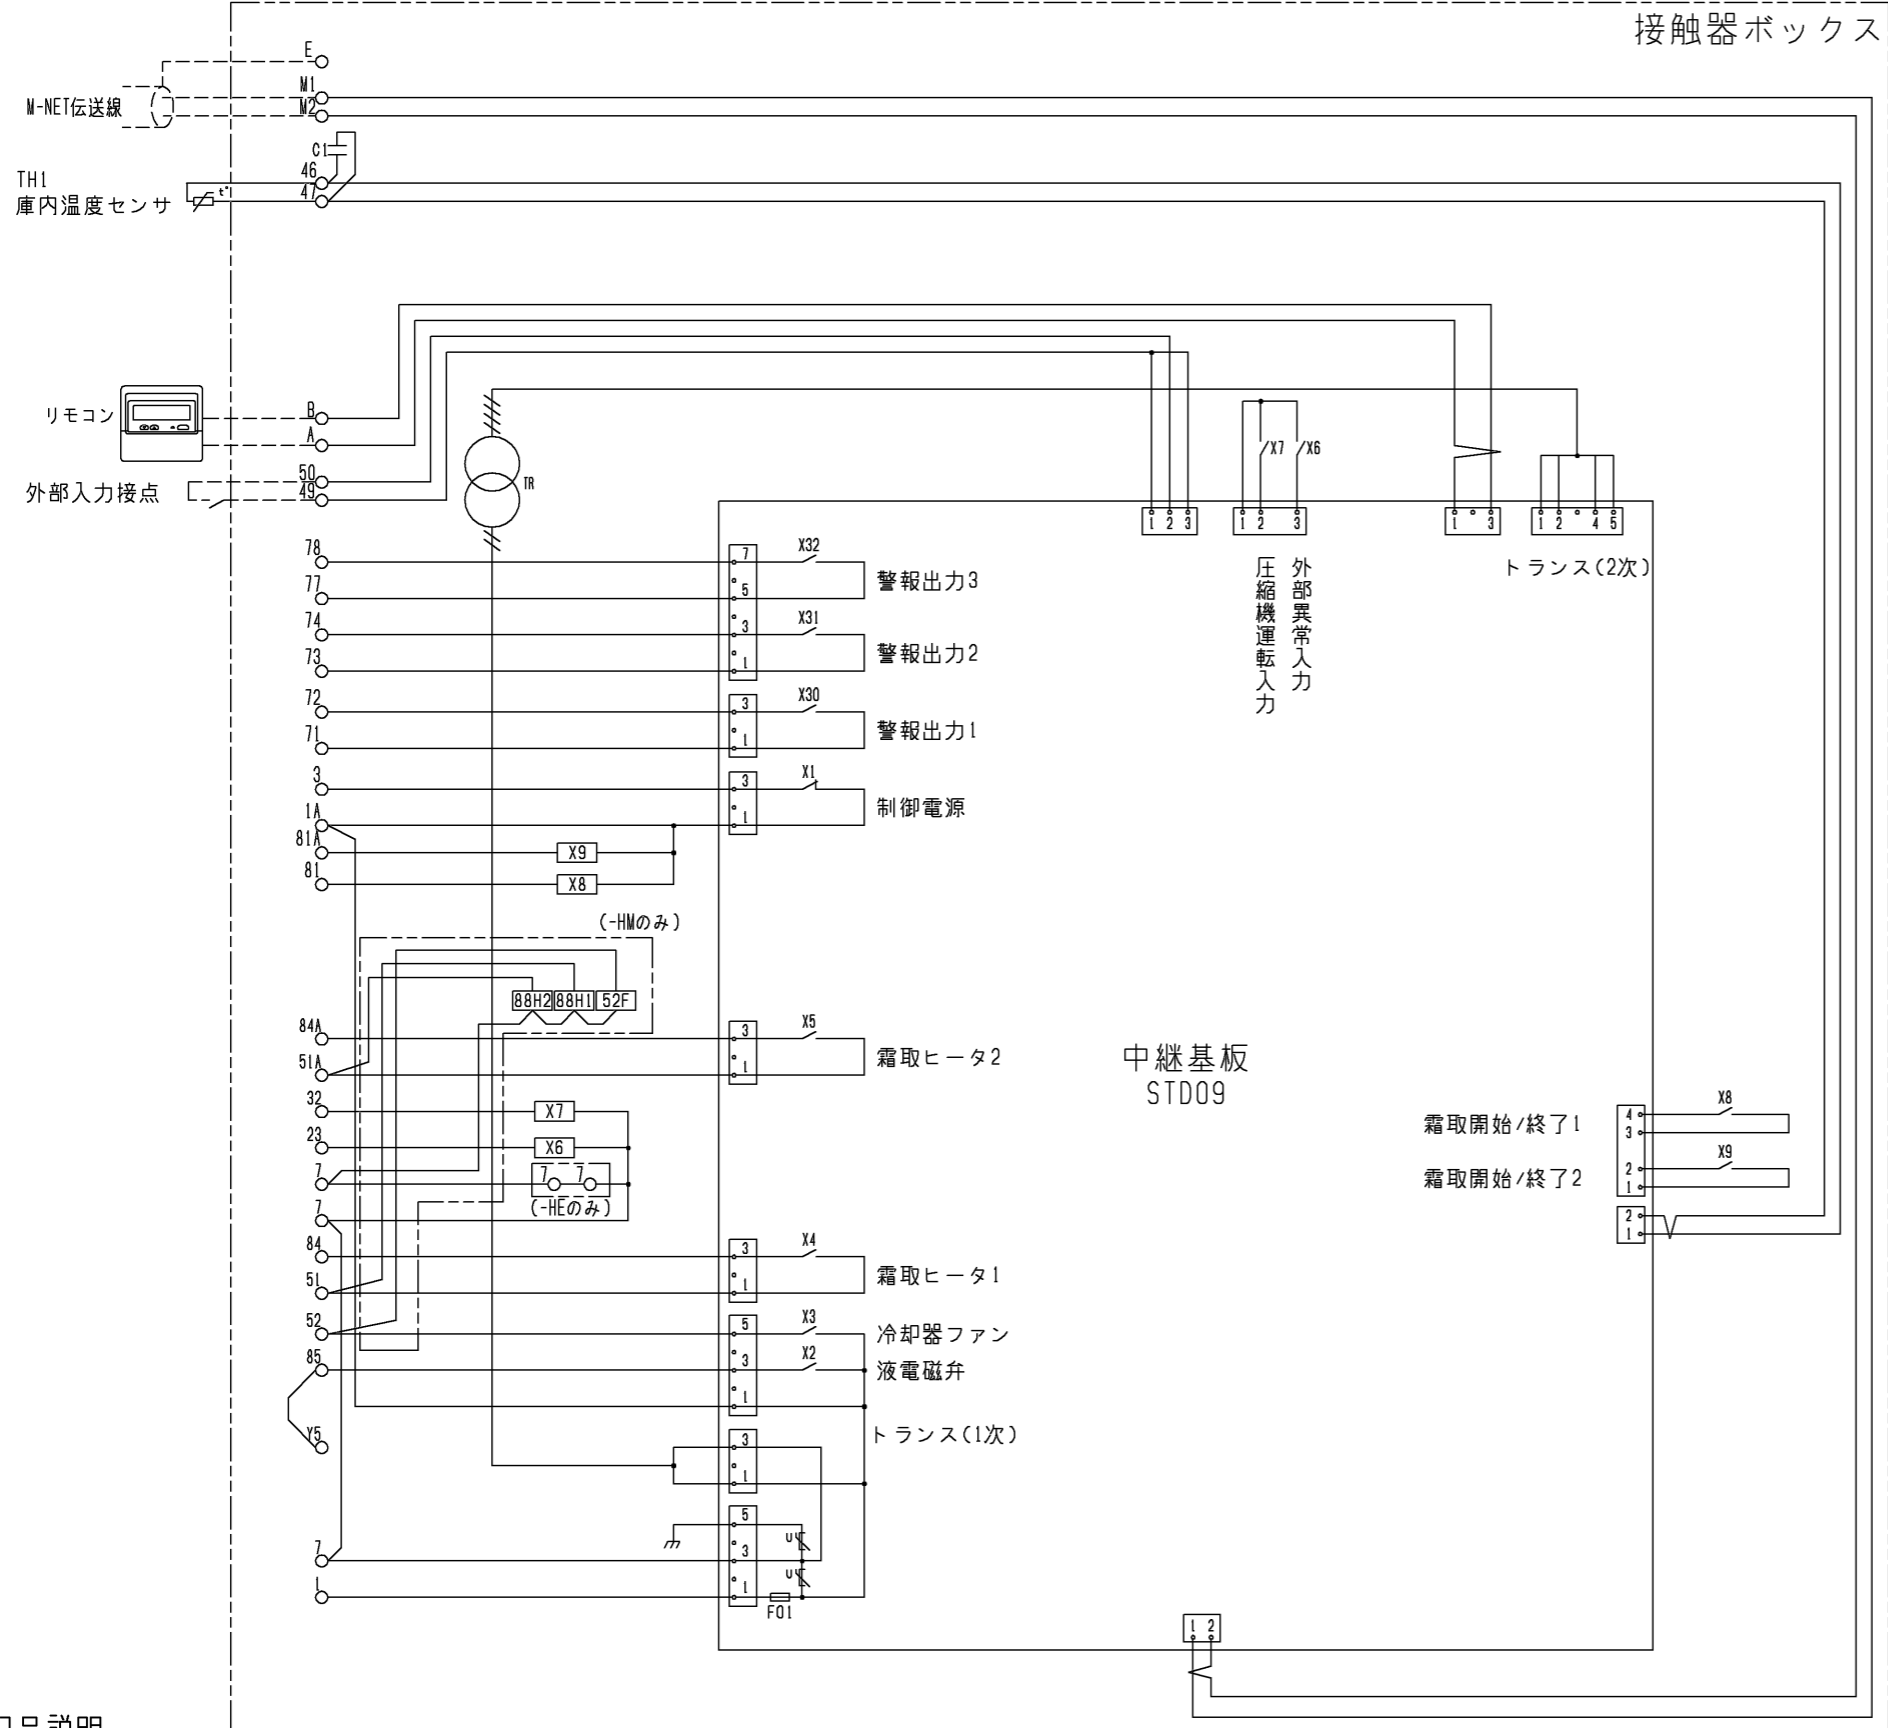 接触器ボックス
E
M1
M-NET伝送線
M2
C1
46
TH1
庫内温度センサ
t°
47
リモコン
B
A
50
外部入力接点
49
TR
X7
X6
1 2 3
1 2 3
1 3
1 2 4 5
圧縮機運転入力
外部異常入力
トランス(2次)
78
7
X32
警報出力3
77
5
74
3
X31
警報出力2
73
1
72
3
X30
警報出力1
71
1
3
3
X1
制御電源
1A
1
81A
X9
81
X8
(-HMのみ)
88H2
88H1
52F
84A
3
X5
霜取ヒータ2
51A
1
中継基板
STD09
32
X7
23
X6
7
7 7
(-HEのみ)
7
霜取開始/終了1
4
3
X8
霜取開始/終了2
2
1
X9
2
1
84
3
X4
霜取ヒータ1
51
1
52
5
X3
冷却器ファン
85
3
X2
液電磁弁
1
Y5
トランス(1次)
3
1
5
U
7
3
U
1
1
F01
1 2